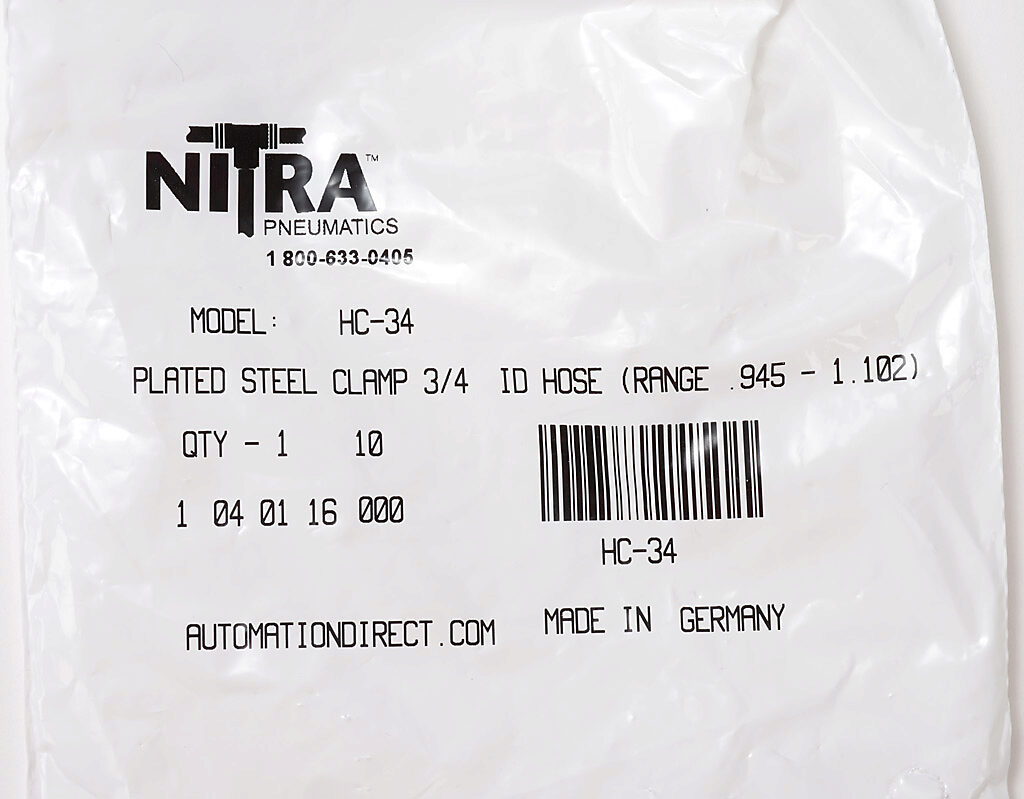 NITRA™
PNEUMATICS
1 800-633-0405
MODEL: HC-34
PLATED STEEL CLAMP 3/4 ID HOSE (RANGE .945 - 1.102)
QTY - 1 10
1 04 01 16 000
HC-34
AUTOMATIONDIRECT.COM
MADE IN GERMANY